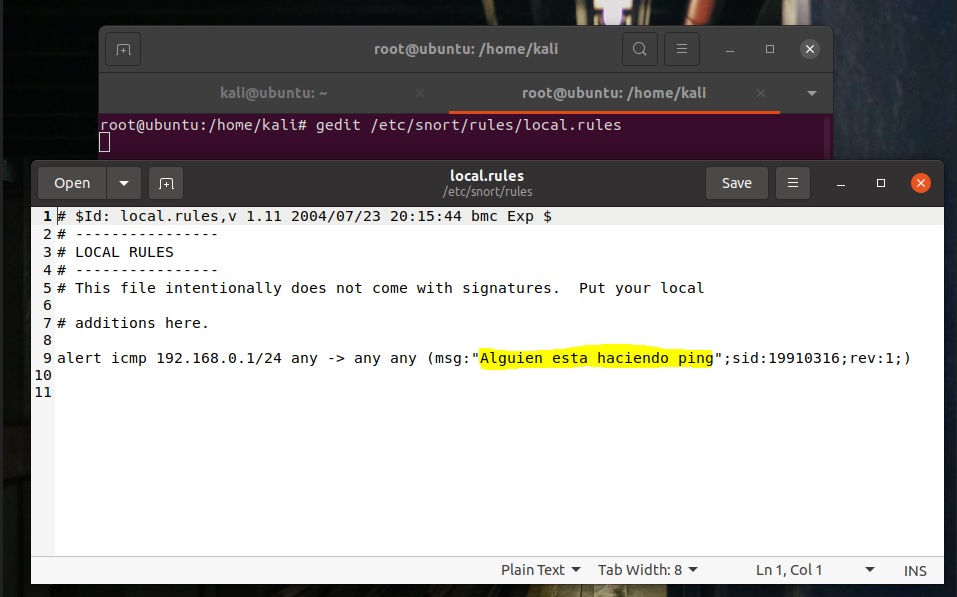 root@ubuntu: /home/kali
kali@ubuntu: ~
root@ubuntu: /home/kali
root@ubuntu:/home/kali# gedit /etc/snort/rules/local.rules
Open
local.rules
/etc/snort/rules
Save
1 # $Id: local.rules,v 1.11 2004/07/23 20:15:44 bmc Exp $
2 # ----------------
3 # LOCAL RULES
4 # ----------------
5 # This file intentionally does not come with signatures.  Put your local
6
7 # additions here.
8
9 alert icmp 192.168.0.1/24 any -> any any (msg:"Alguien esta haciendo ping";sid:19910316;rev:1;)
10
11
Plain Text Tab Width: 8 Ln 1, Col 1 INS